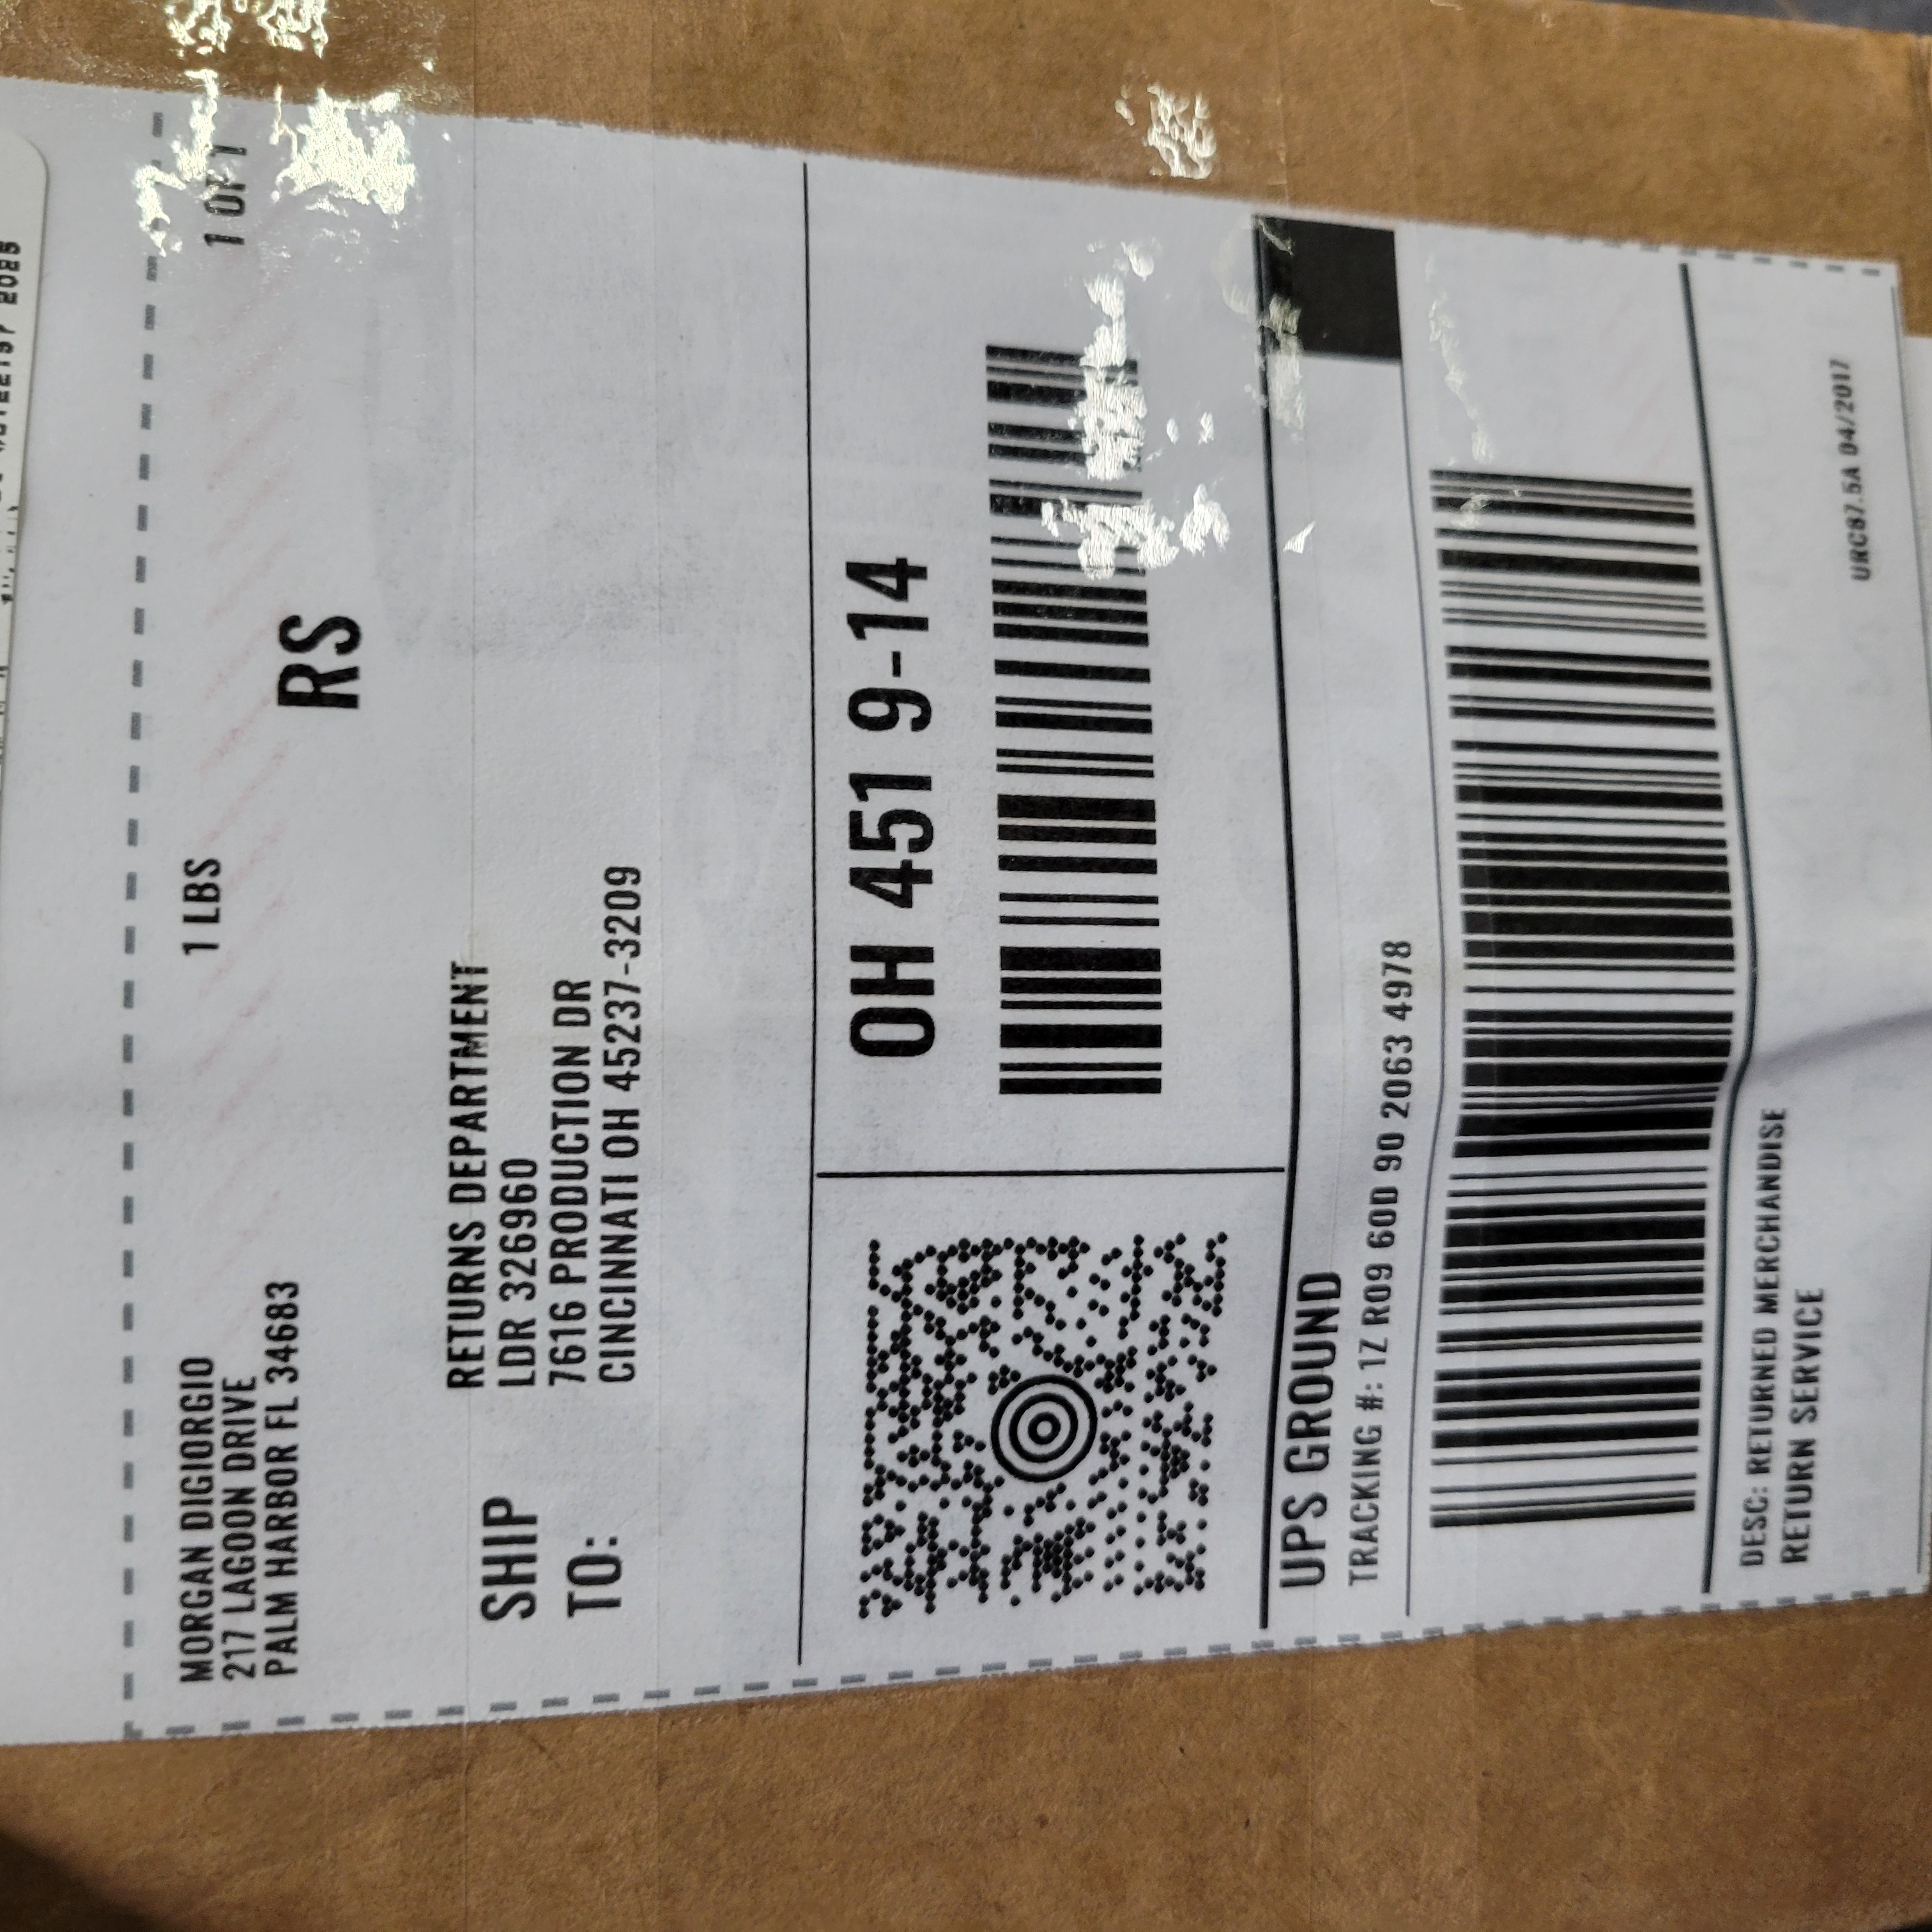 MORGAN DIGIORGIO
217 LAGOON DRIVE
PALM HARBOR FL 34683
1 LBS
1 OF 1
RS
SHIP
TO:
RETURNS DEPARTMENT
LDR 326960
7616 PRODUCTION DR
CINCINNATI OH 45237-3209
OH 451 9-14
UPS GROUND
TRACKING #: 1Z R09 60D 90 2063 4978
DESC: RETURNED MERCHANDISE
RETURN SERVICE
URC87.5A 04/2017